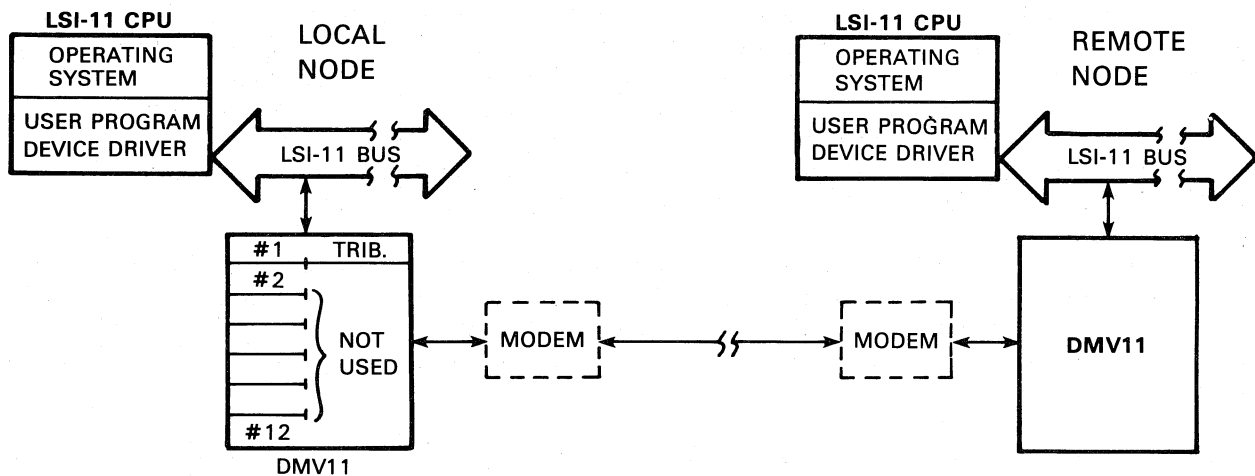 LSI-11 CPU
OPERATING
SYSTEM
USER PROGRAM
DEVICE DRIVER
LOCAL
NODE
LSI-11 BUS
#1 TRIB.
#2
NOT
USED
#12
DMV11
MODEM
MODEM
LSI-11 CPU
OPERATING
SYSTEM
USER PROGRAM
DEVICE DRIVER
REMOTE
NODE
LSI-11 BUS
DMV11